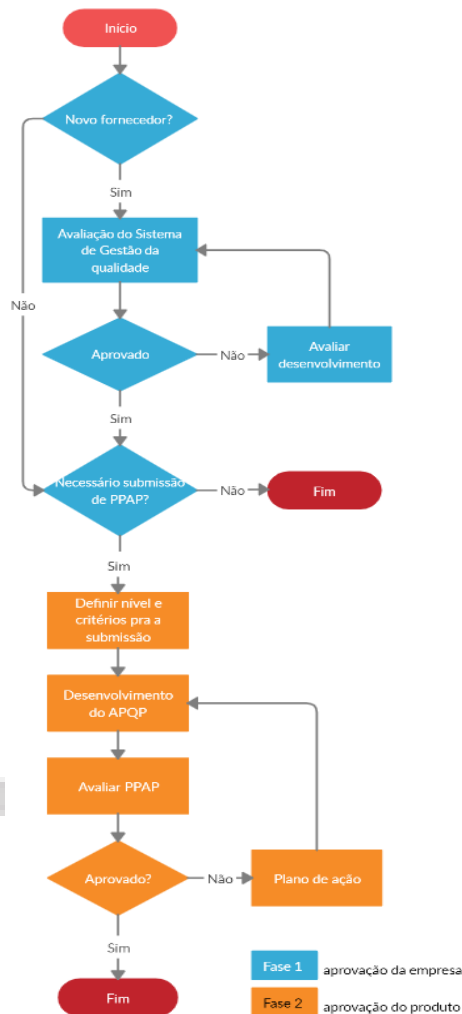 Início
Novo fornecedor?
Sim
Avaliação do Sistema
de Gestão da
qualidade
Não
Aprovado
Não
Avaliar
desenvolvimento
Sim
Necessário submissão
de PPAP?
Não
Fim
Sim
Definir nível e
critérios pra a
submissão
Desenvolvimento
do APQP
Avaliar PPAP
Aprovado?
Não
Plano de ação
Sim
Fim
Fase 1
aprovação da empresa
Fase 2
aprovação do produto